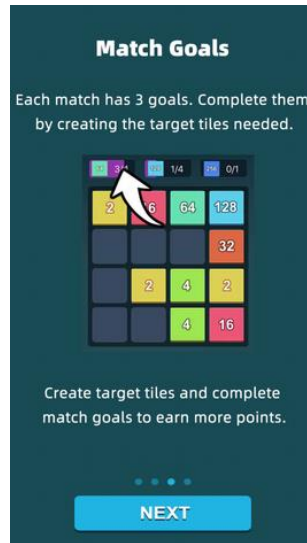 Match Goals
Each match has 3 goals. Complete them
by creating the target tiles needed.
1/4 256 0/1
2 16 64 128
32
2 4 2
4 16
Create target tiles and complete
match goals to earn more points.
NEXT